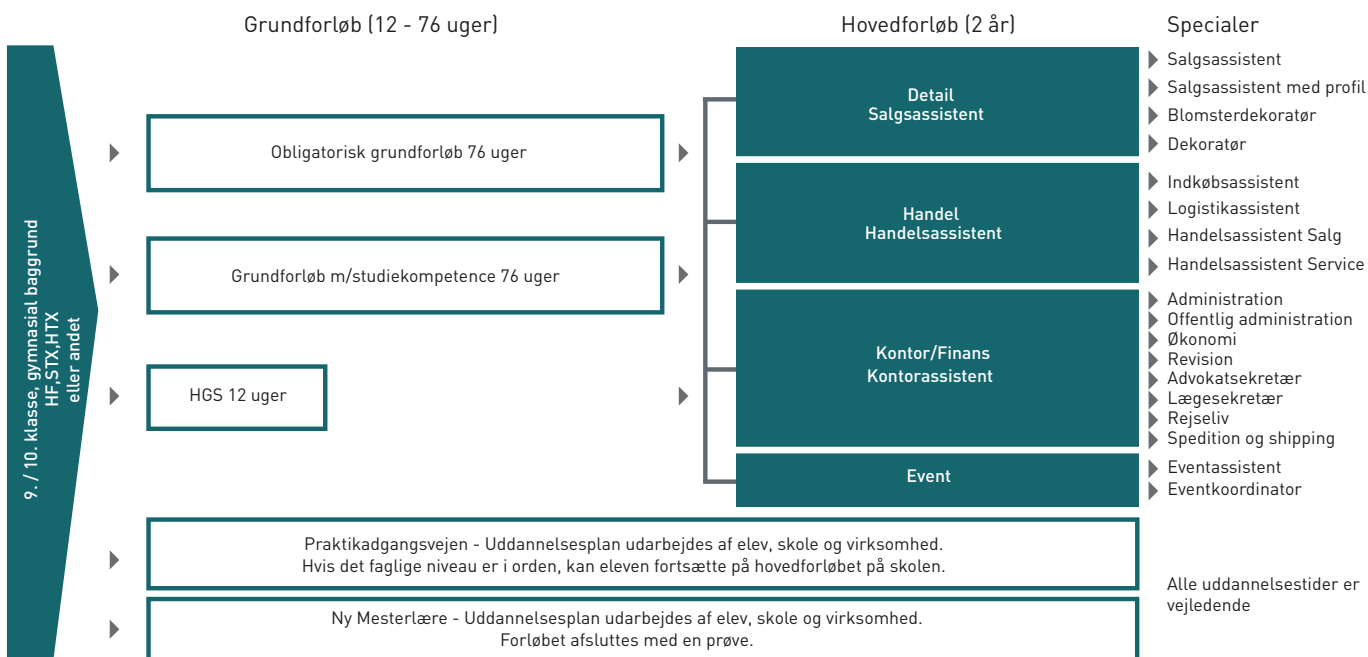 Grundforløb (12 - 76 uger)
Hovedforløb (2 år)
Specialer
9. / 10. klasse, gymnasial baggrund
HF,STX,HTX
eller andet
Obligatorisk grundforløb 76 uger
Grundforløb m/studiekompetence 76 uger
HGS 12 uger
Detail
Salgsassistent
Salgsassistent
Salgsassistent med profil
Blomsterdekoratør
Dekoratør
Handel
Handelsassistent
Indkøbsassistent
Logistikassistent
Handelsassistent Salg
Handelsassistent Service
Kontor/Finans
Kontorassistent
Administration
Offentlig administration
Økonomi
Revision
Advokatsekretær
Lægesekretær
Rejseliv
Spedition og shipping
Event
Eventassistent
Eventkoordinator
Praktikadgangsvejen - Uddannelsesplan udarbejdes af elev, skole og virksomhed.
Hvis det faglige niveau er i orden, kan eleven fortsætte på hovedforløbet på skolen.
Ny Mesterlære - Uddannelsesplan udarbejdes af elev, skole og virksomhed.
Forløbet afsluttes med en prøve.
Alle uddannelsestider er
vejledende